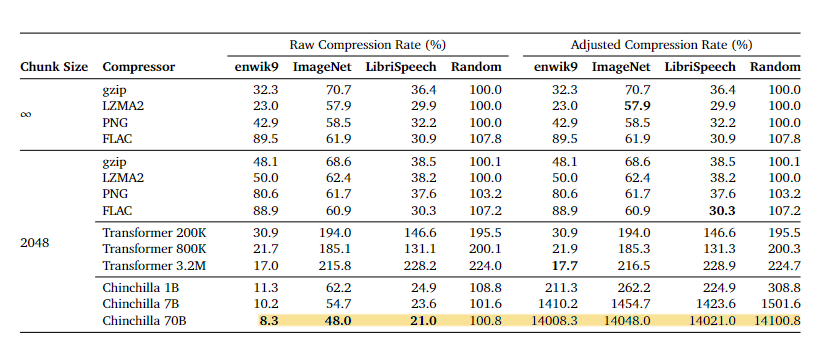 Raw Compression Rate (%) Adjusted Compression Rate (%)
Chunk Size Compressor enwik9 ImageNet LibriSpeech Random enwik9 ImageNet LibriSpeech Random
gzip 32.3 70.7 36.4 100.0 32.3 70.7 36.4 100.0
LZMA2 23.0 57.9 29.9 100.0 23.0 57.9 29.9 100.0
∞
PNG 42.9 58.5 32.2 100.0 42.9 58.5 32.2 100.0
FLAC 89.5 61.9 30.9 107.8 89.5 61.9 30.9 107.8
gzip 48.1 68.6 38.5 100.1 48.1 68.6 38.5 100.1
LZMA2 50.0 62.4 38.2 100.0 50.0 62.4 38.2 100.0
PNG 80.6 61.7 37.6 103.2 80.6 61.7 37.6 103.2
FLAC 88.9 60.9 30.3 107.2 88.9 60.9 30.3 107.2
Transformer 200K 30.9 194.0 146.6 195.5 30.9 194.0 146.6 195.5
2048
Transformer 800K 21.7 185.1 131.1 200.1 21.9 185.3 131.3 200.3
Transformer 3.2M 17.0 215.8 228.2 224.0 17.7 216.5 228.9 224.7
Chinchilla 1B 11.3 62.2 24.9 108.8 211.3 262.2 224.9 308.8
Chinchilla 7B 10.2 54.7 23.6 101.6 1410.2 1454.7 1423.6 1501.6
Chinchilla 70B 8.3 48.0 21.0 100.8 14008.3 14048.0 14021.0 14100.8